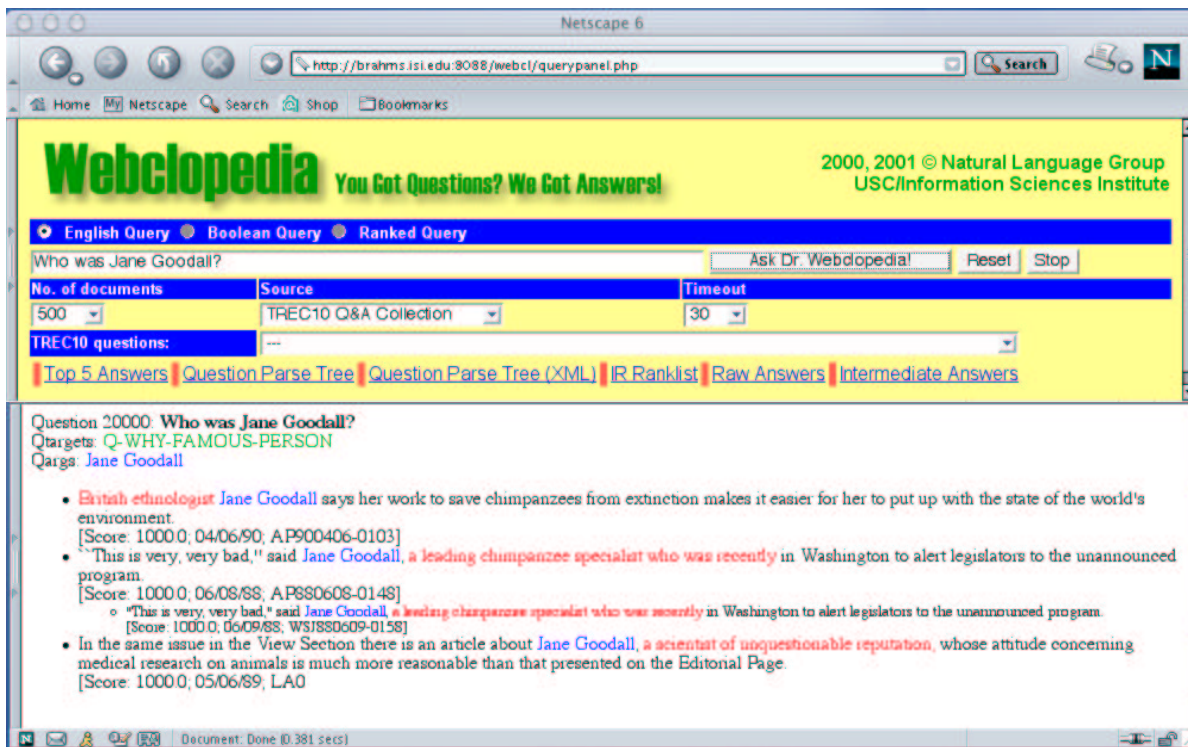 Netscape 6
http://brahms.isi.edu:8088/webcl/querypanel.php
Search
N
Home My Netscape Search Shop Bookmarks
Webclopedia You Got Questions? We Got Answers!
2000, 2001 © Natural Language Group
USC/Information Sciences Institute
English Query Boolean Query Ranked Query
Who was Jane Goodall? Ask Dr. Webclopedia! Reset Stop
No. of documents Source Timeout
500 TREC10 Q&A Collection 30
TREC10 questions: ---
Top 5 Answers Question Parse Tree Question Parse Tree (XML) IR Ranklist Raw Answers Intermediate Answers
Question 20000: Who was Jane Goodall?
Qtargets: Q-WHY-FAMOUS-PERSON
Qargs: Jane Goodall
• British ethnologist Jane Goodall says her work to save chimpanzees from extinction makes it easier for her to put up with the state of the world's
environment.
[Score: 1000.0; 04/06/90; AP900406-0103]
• ``This is very, very bad,'' said Jane Goodall, a leading chimpanzee specialist who was recently in Washington to alert legislators to the unannounced
program.
[Score: 1000.0; 06/08/88; AP880608-0148]
○ "This is very, very bad," said Jane Goodall, a leading chimpanzee specialist who was recently in Washington to alert legislators to the unannounced program.
[Score: 1000.0; 06/09/88; WSJ880609-0158]
• In the same issue in the View Section there is an article about Jane Goodall, a scientist of unquestionable reputation, whose attitude concerning
medical research on animals is much more reasonable than that presented on the Editorial Page.
[Score: 1000.0; 05/06/89; LA0
N Document: Done (0.381 secs)